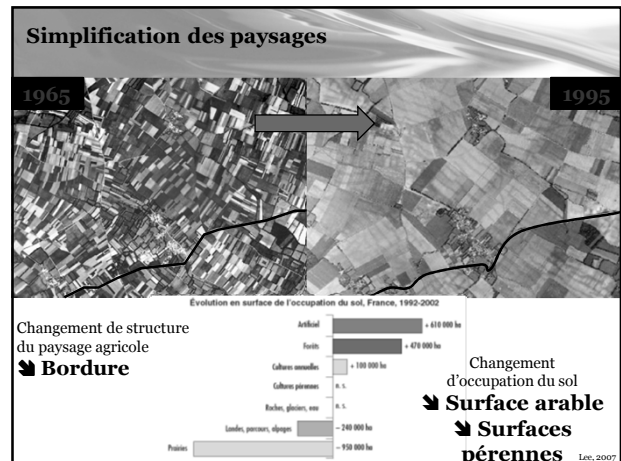 Simplification des paysages
1965
1995
Évolution en surface de l'occupation du sol, France, 1992-2002
Changement de structure
du paysage agricole
Bordure
Artificiel
+ 610 000 ha
Forêts
+ 470 000 ha
Cultures annuelles
+ 100 000 ha
Cultures pérennes
n. s.
Roches, glaciers, eau
n. s.
Landes, parcours, alpages
– 240 000 ha
Prairies
– 950 000 ha
Changement
d'occupation du sol
Surface arable
Surfaces
pérennes
Lee, 2007